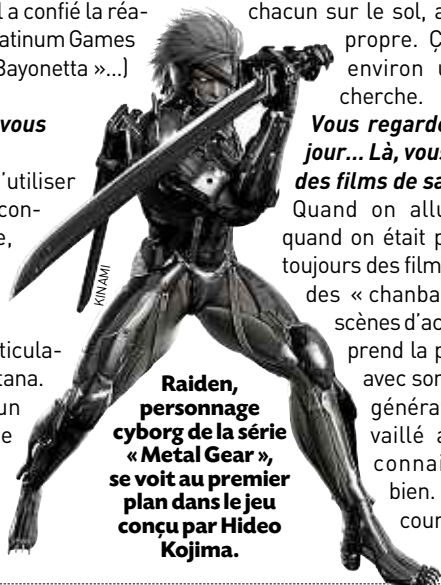 l a confié la réa-
atinum Games
Bayonetta »...)
vous
'utiliser
con-
e,
ticula-
tana.
un
e
KINAMI
Raiden,
personnage
cyborg de la série
« Metal Gear »,
se voit au premier
plan dans le jeu
conçu par Hideo
Kojima.
chacun sur le sol, a
propre. Ç
environ u
cherche.
Vous regarde
jour... Là, vous
des films de sa
Quand on allu
quand on était p
toujours des film
des « chanba
scènes d'ac
prend la p
avec son
généra
vaillé a
connai
bien.
cour